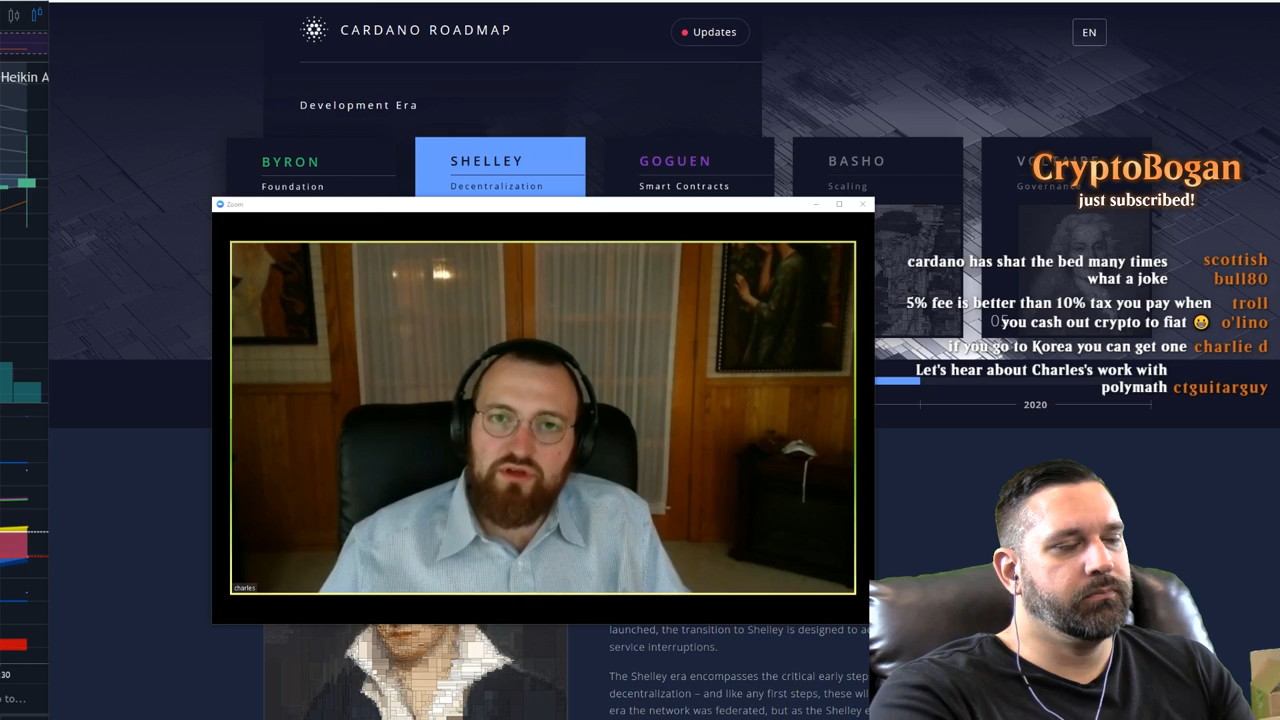 CARDANO ROADMAP
Updates
EN
Heikin A
Development Era
BYRON
Foundation
SHELLEY
Decentralization
GOGUEN
Smart Contracts
BASHO
Scaling
VOLTAIRE
Governance
CryptoBogan
just subscribed!
Zoom
cardano has shat the bed many times what a joke
scottish bull80
5% fee is better than 10% tax you pay when you cash out crypto to fiat 😀
troll o'lino
if you go to Korea you can get one
charlie d
Let's hear about Charles's work with polymath
ctguitarguy
2020
charles
launched, the transition to Shelley is designed to
service interruptions.
The Shelley era encompasses the critical early step
decentralization – and like any first steps, these
era the network was federated, but as the Shelley
:30
to...